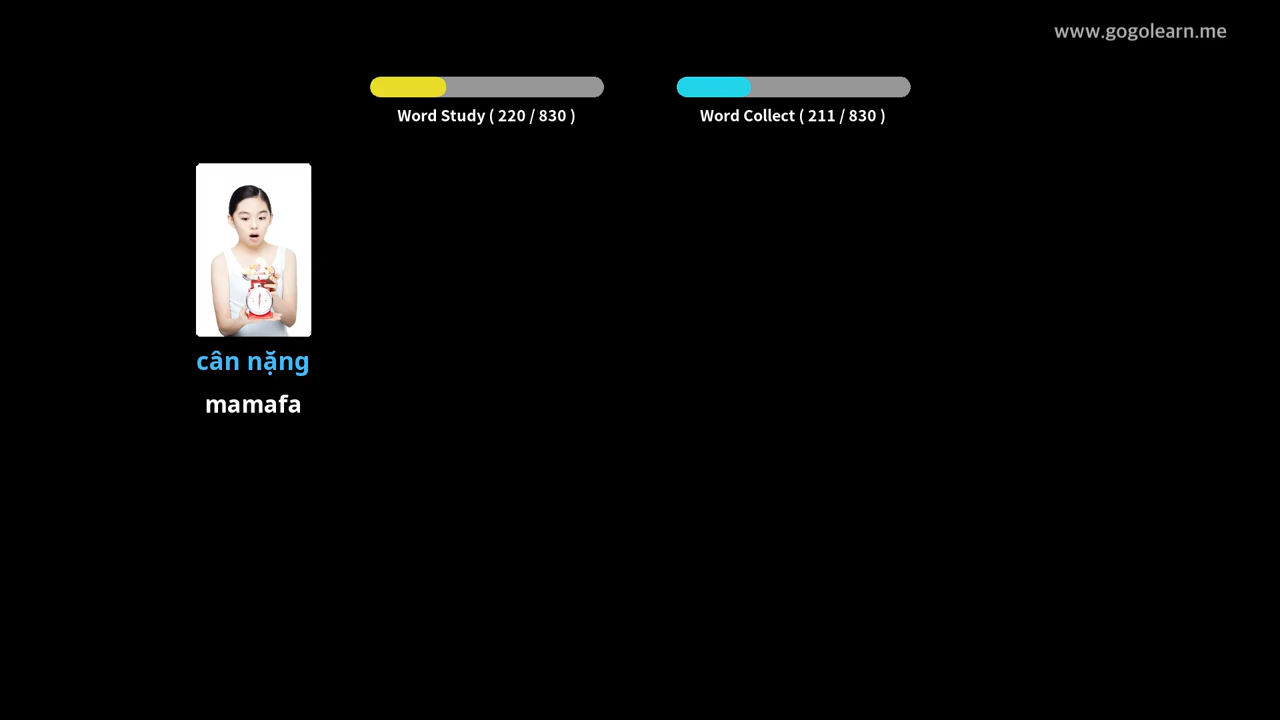 www.gogolearn.me
Word Study ( 220 / 830 )
Word Collect ( 211 / 830 )
cân nặng
mamafa